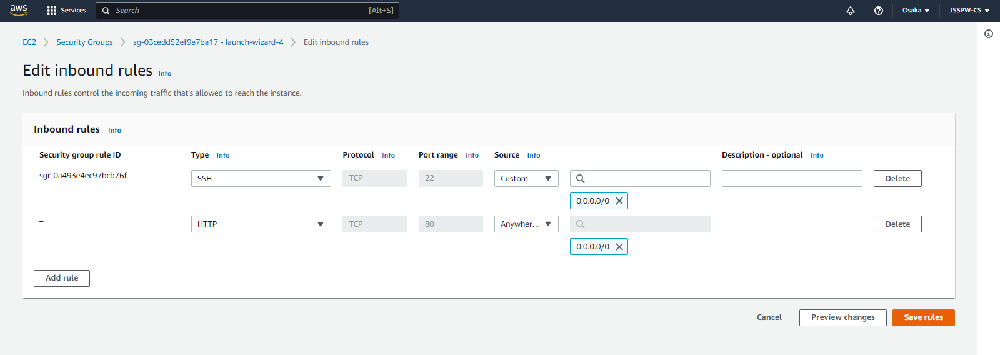 aws Services Search [Alt+S] Osaka JSSPW-CS
EC2 Security Groups sg-03cedd52ef9e7ba17 - launch-wizard-4 Edit inbound rules
Edit inbound rules Info
Inbound rules control the incoming traffic that's allowed to reach the instance.
Inbound rules Info
Security group rule ID Type Info Protocol Info Port range Info Source Info Description - optional Info
sgr-0a493e4ec97bcb76f SSH TCP 22 Custom Delete
0.0.0.0/0
– HTTP TCP 80 Anywher... Delete
0.0.0.0/0
Add rule
Cancel Preview changes Save rules